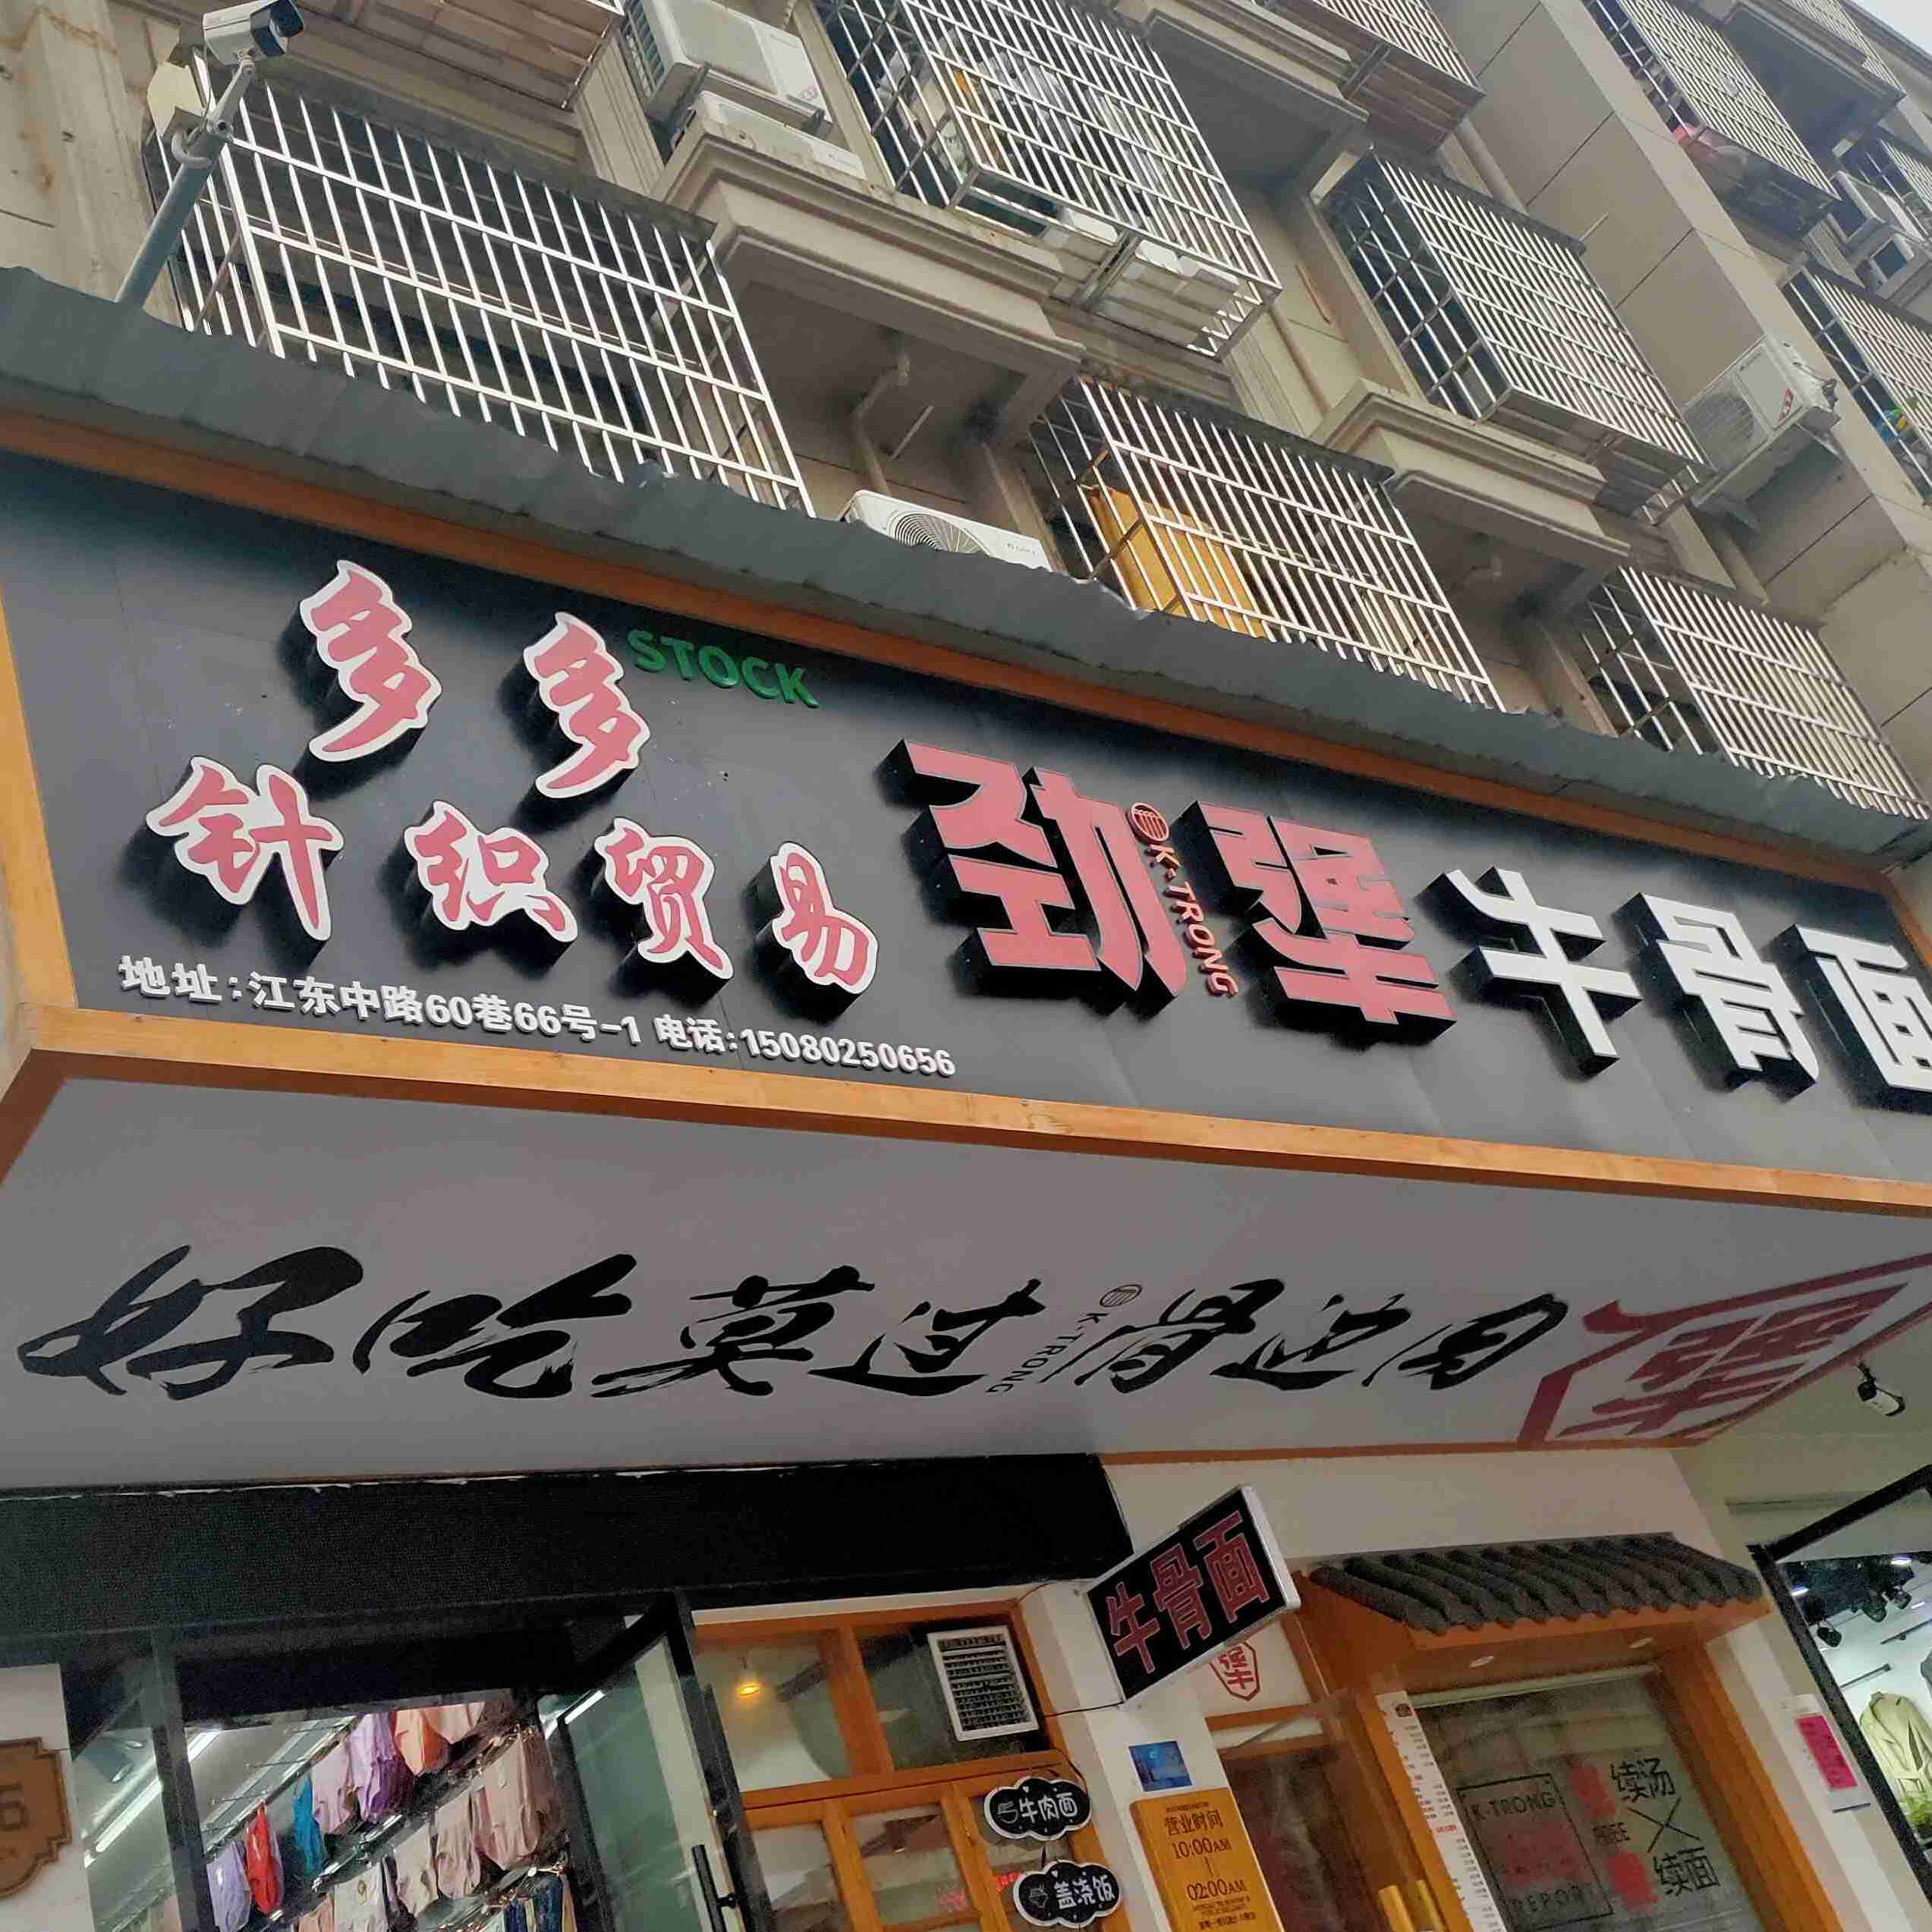 多多
STOCK
针织贸易
地址:江东中路60巷66号-1 电话:15080250656
劲犟牛骨面
K-TRONG
好吃莫过骨边肉
K-TRONG
犟
牛骨面
犟
牛肉面
盖浇饭
营业时间
10:00AM
02:00AM
K-TRONG
续汤
续面